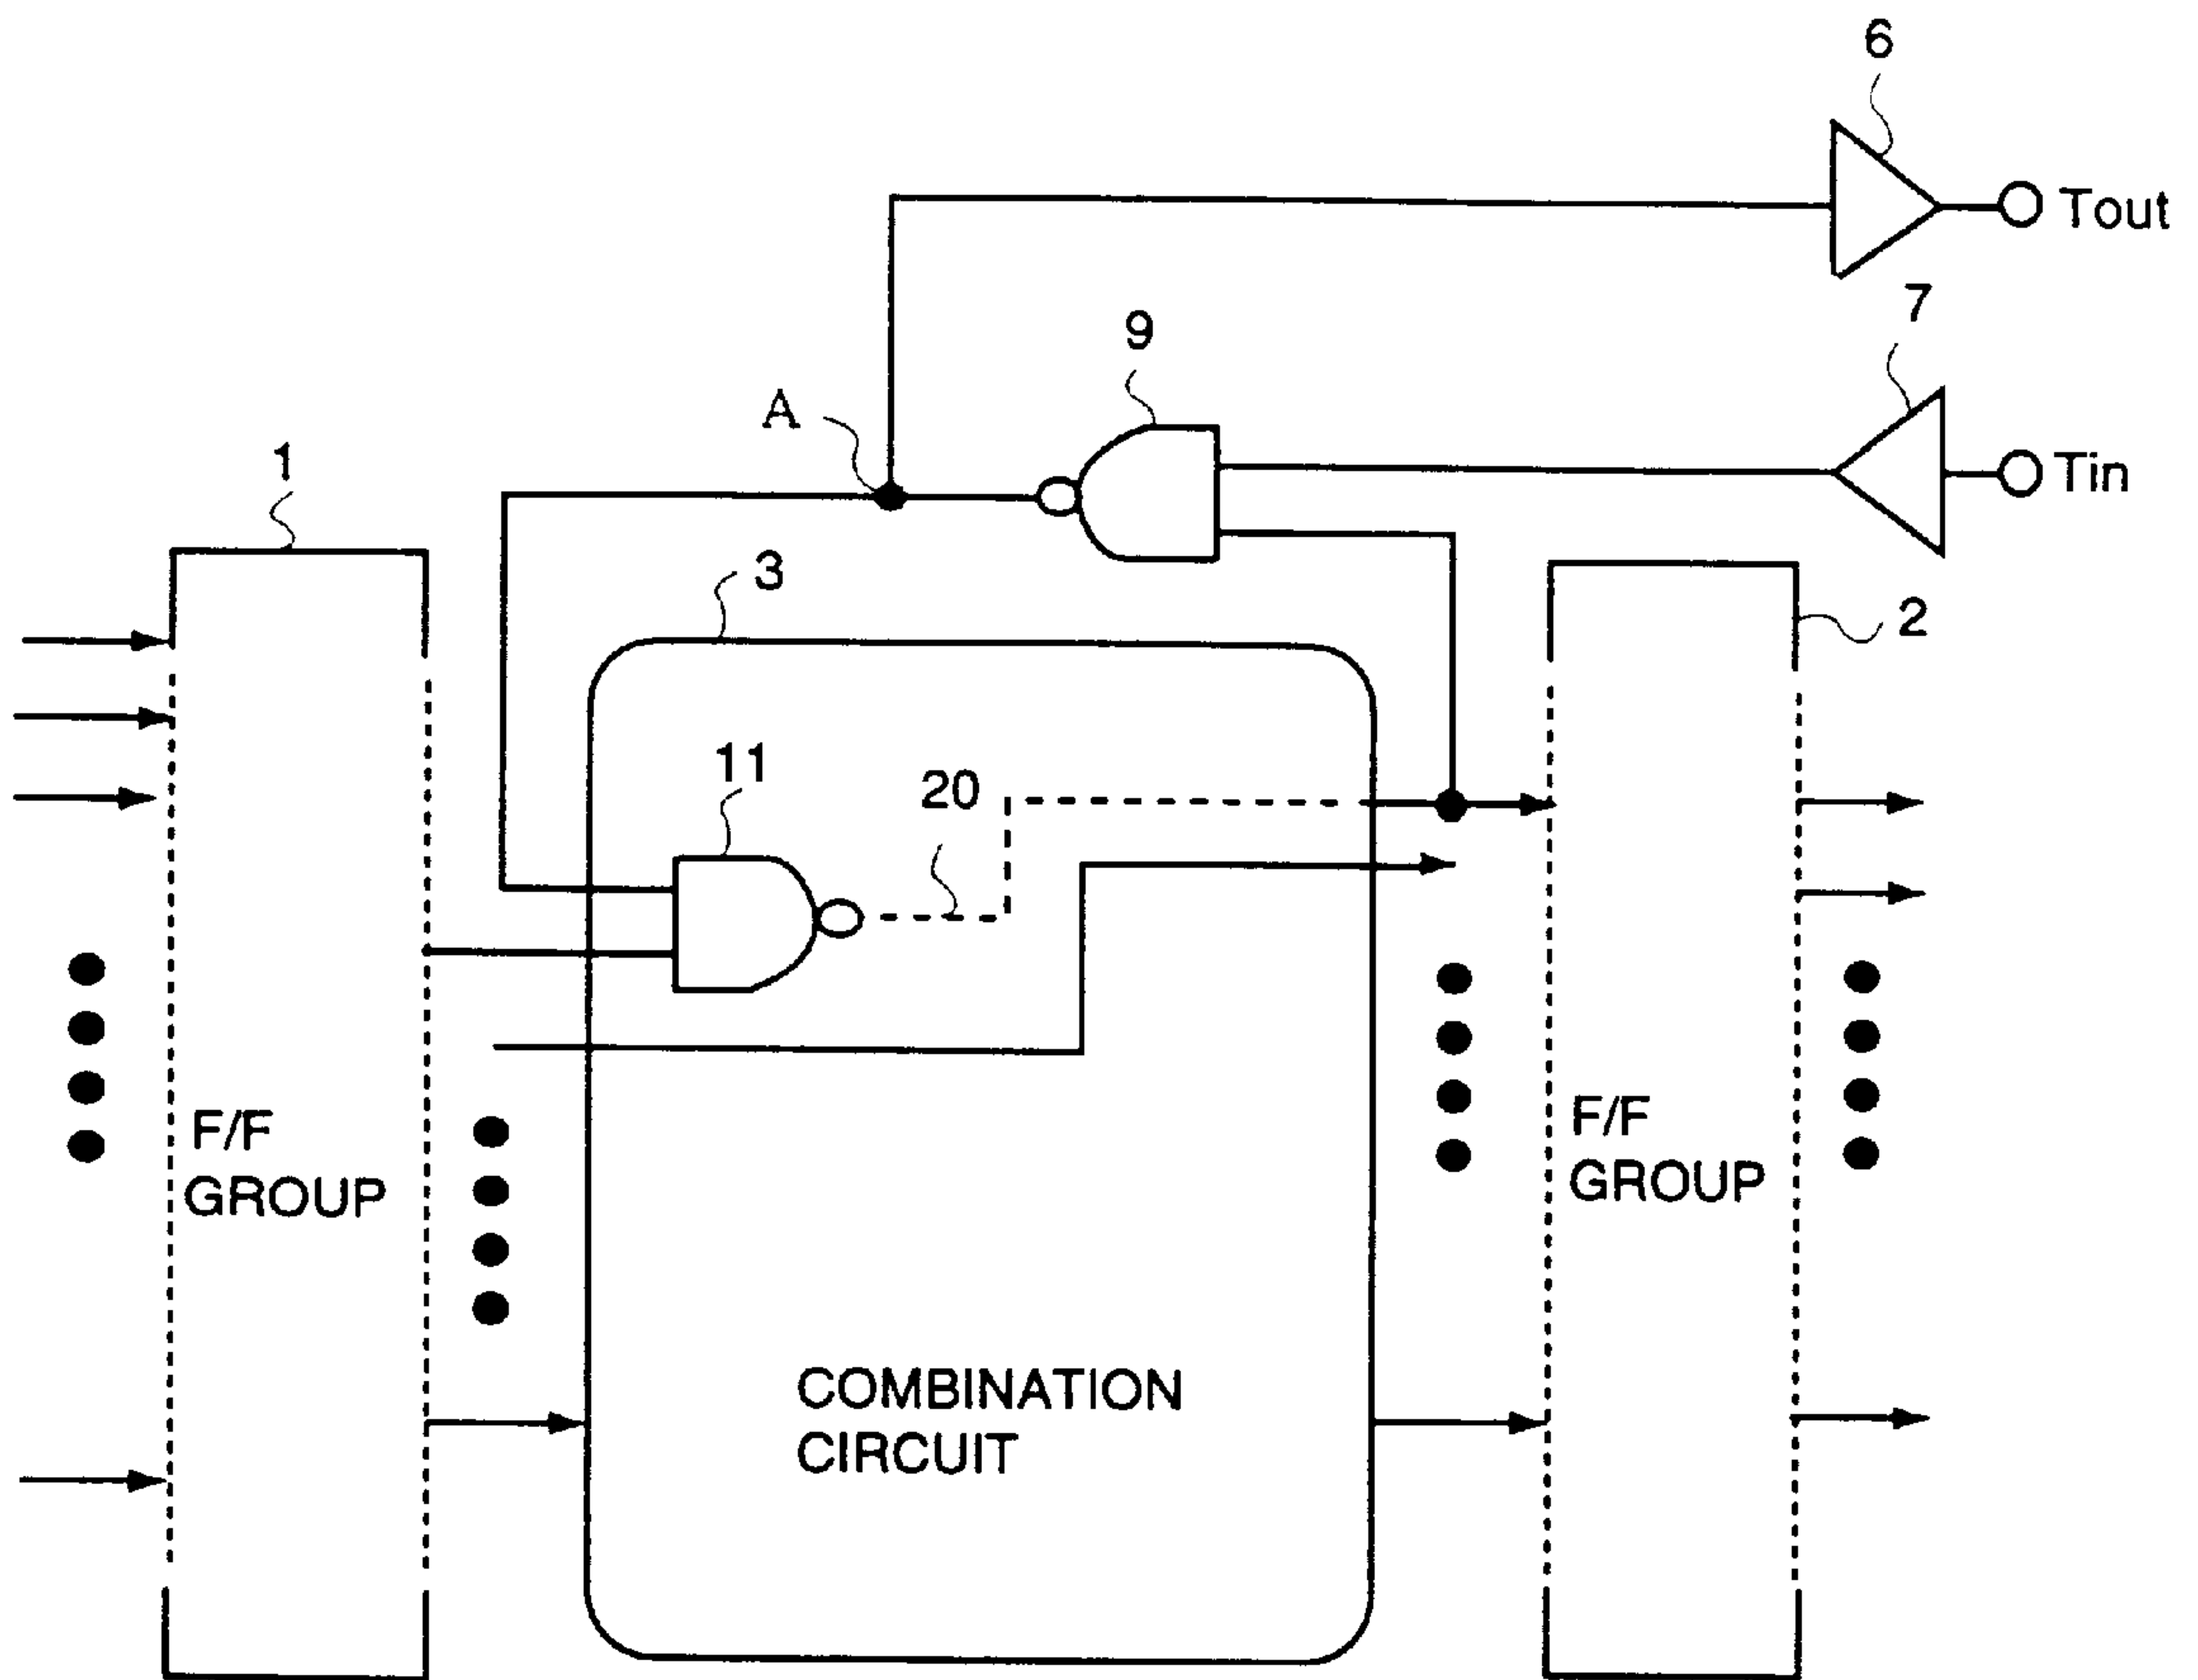 6
Tout
7
9
Tin
A
1
3
2
11
20
F/F
GROUP
F/F
GROUP
COMBINATION
CIRCUIT